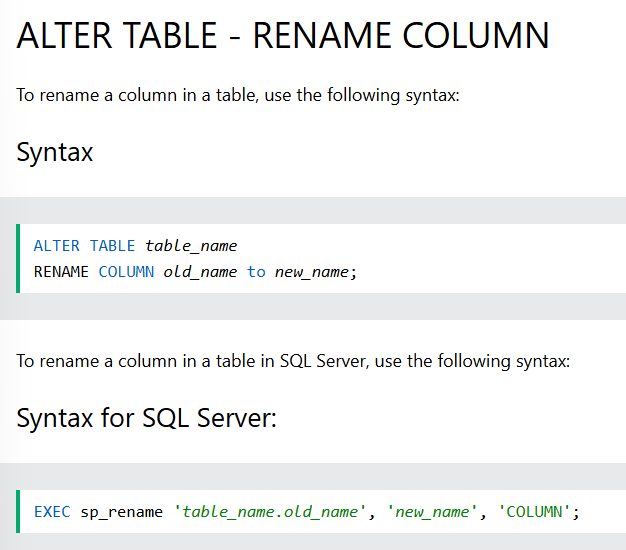 ALTER TABLE - RENAME COLUMN
To rename a column in a table, use the following syntax:
Syntax
ALTER TABLE table_name
RENAME COLUMN old_name to new_name;
To rename a column in a table in SQL Server, use the following syntax:
Syntax for SQL Server:
EXEC sp_rename 'table_name.old_name', 'new_name', 'COLUMN';